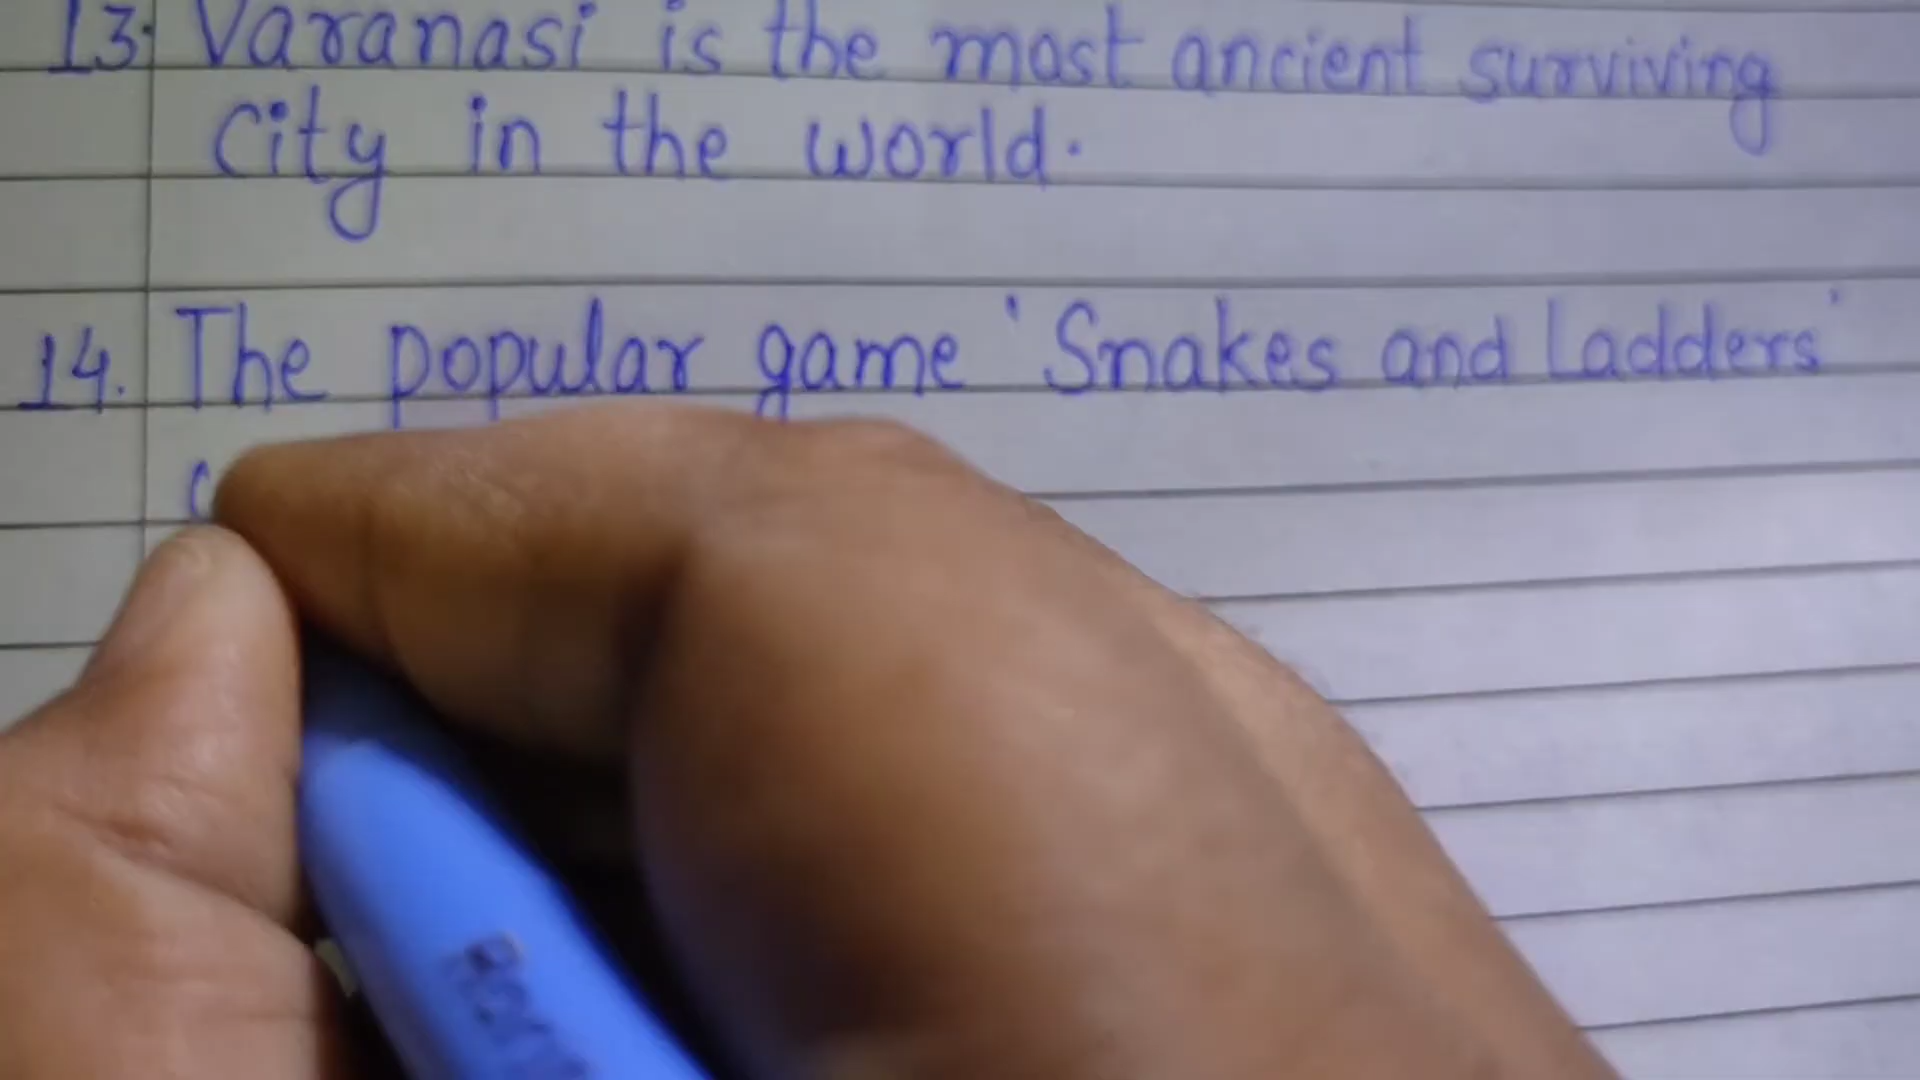 13. Varanasi is the most ancient surviving
city in the world.
14. The popular game 'Snakes and Ladders'